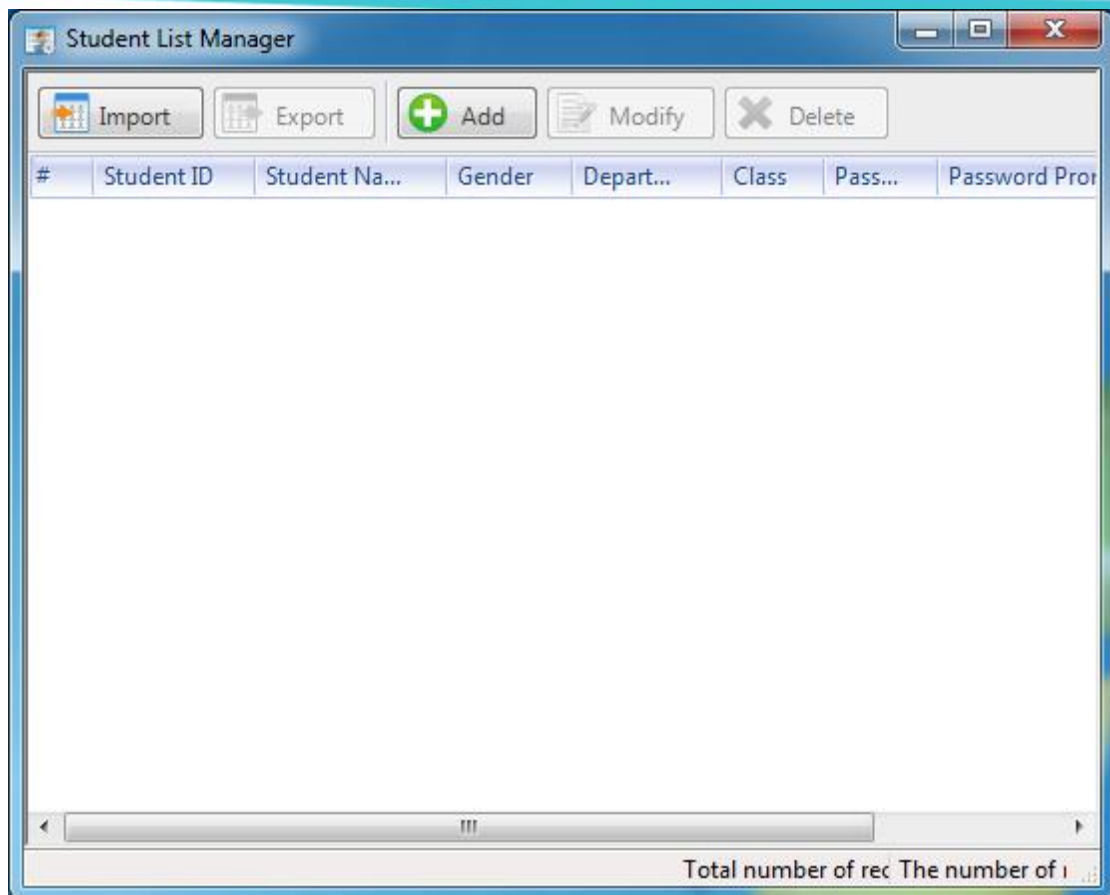 Student List Manager
Import Export Add Modify Delete
# Student ID Student Na... Gender Depart... Class Pass... Password Pror
Total number of rec The number of